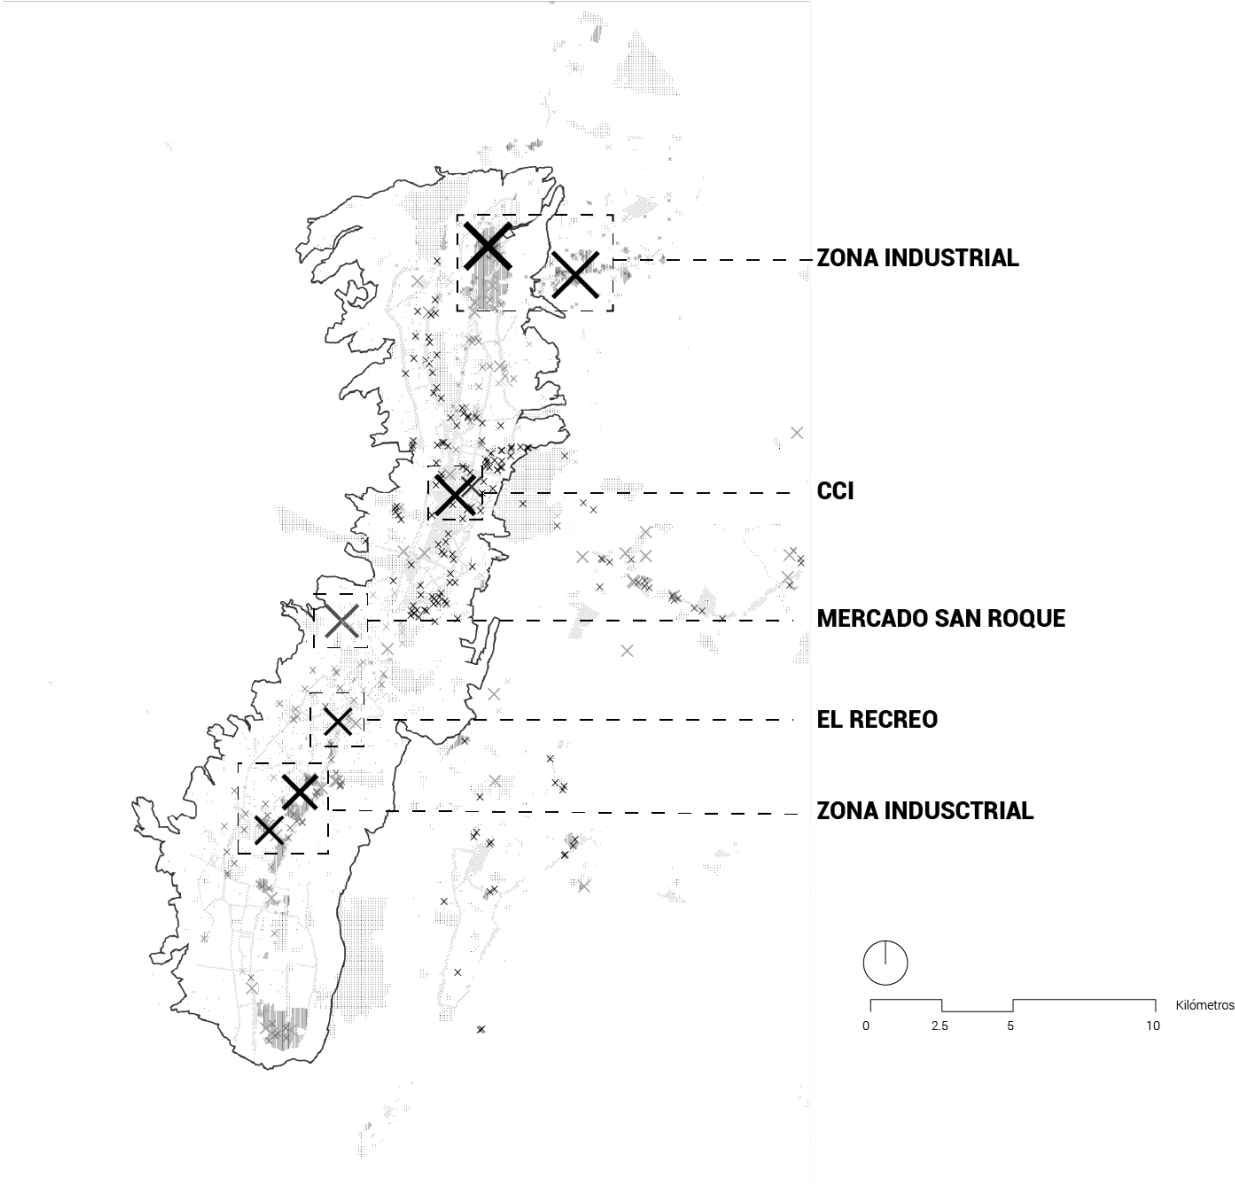 ZONA INDUSTRIAL
CCI
MERCADO SAN ROQUE
EL RECREO
ZONA INDUSCTRIAL
Kilómetros
0 2.5 5 10